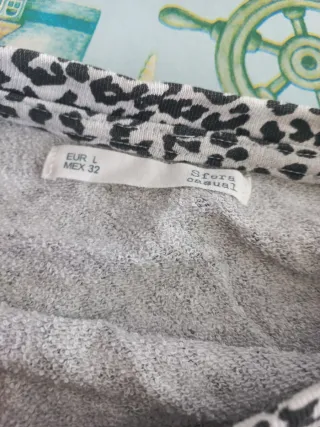 EUR L
MEX 32
Sfera
casual